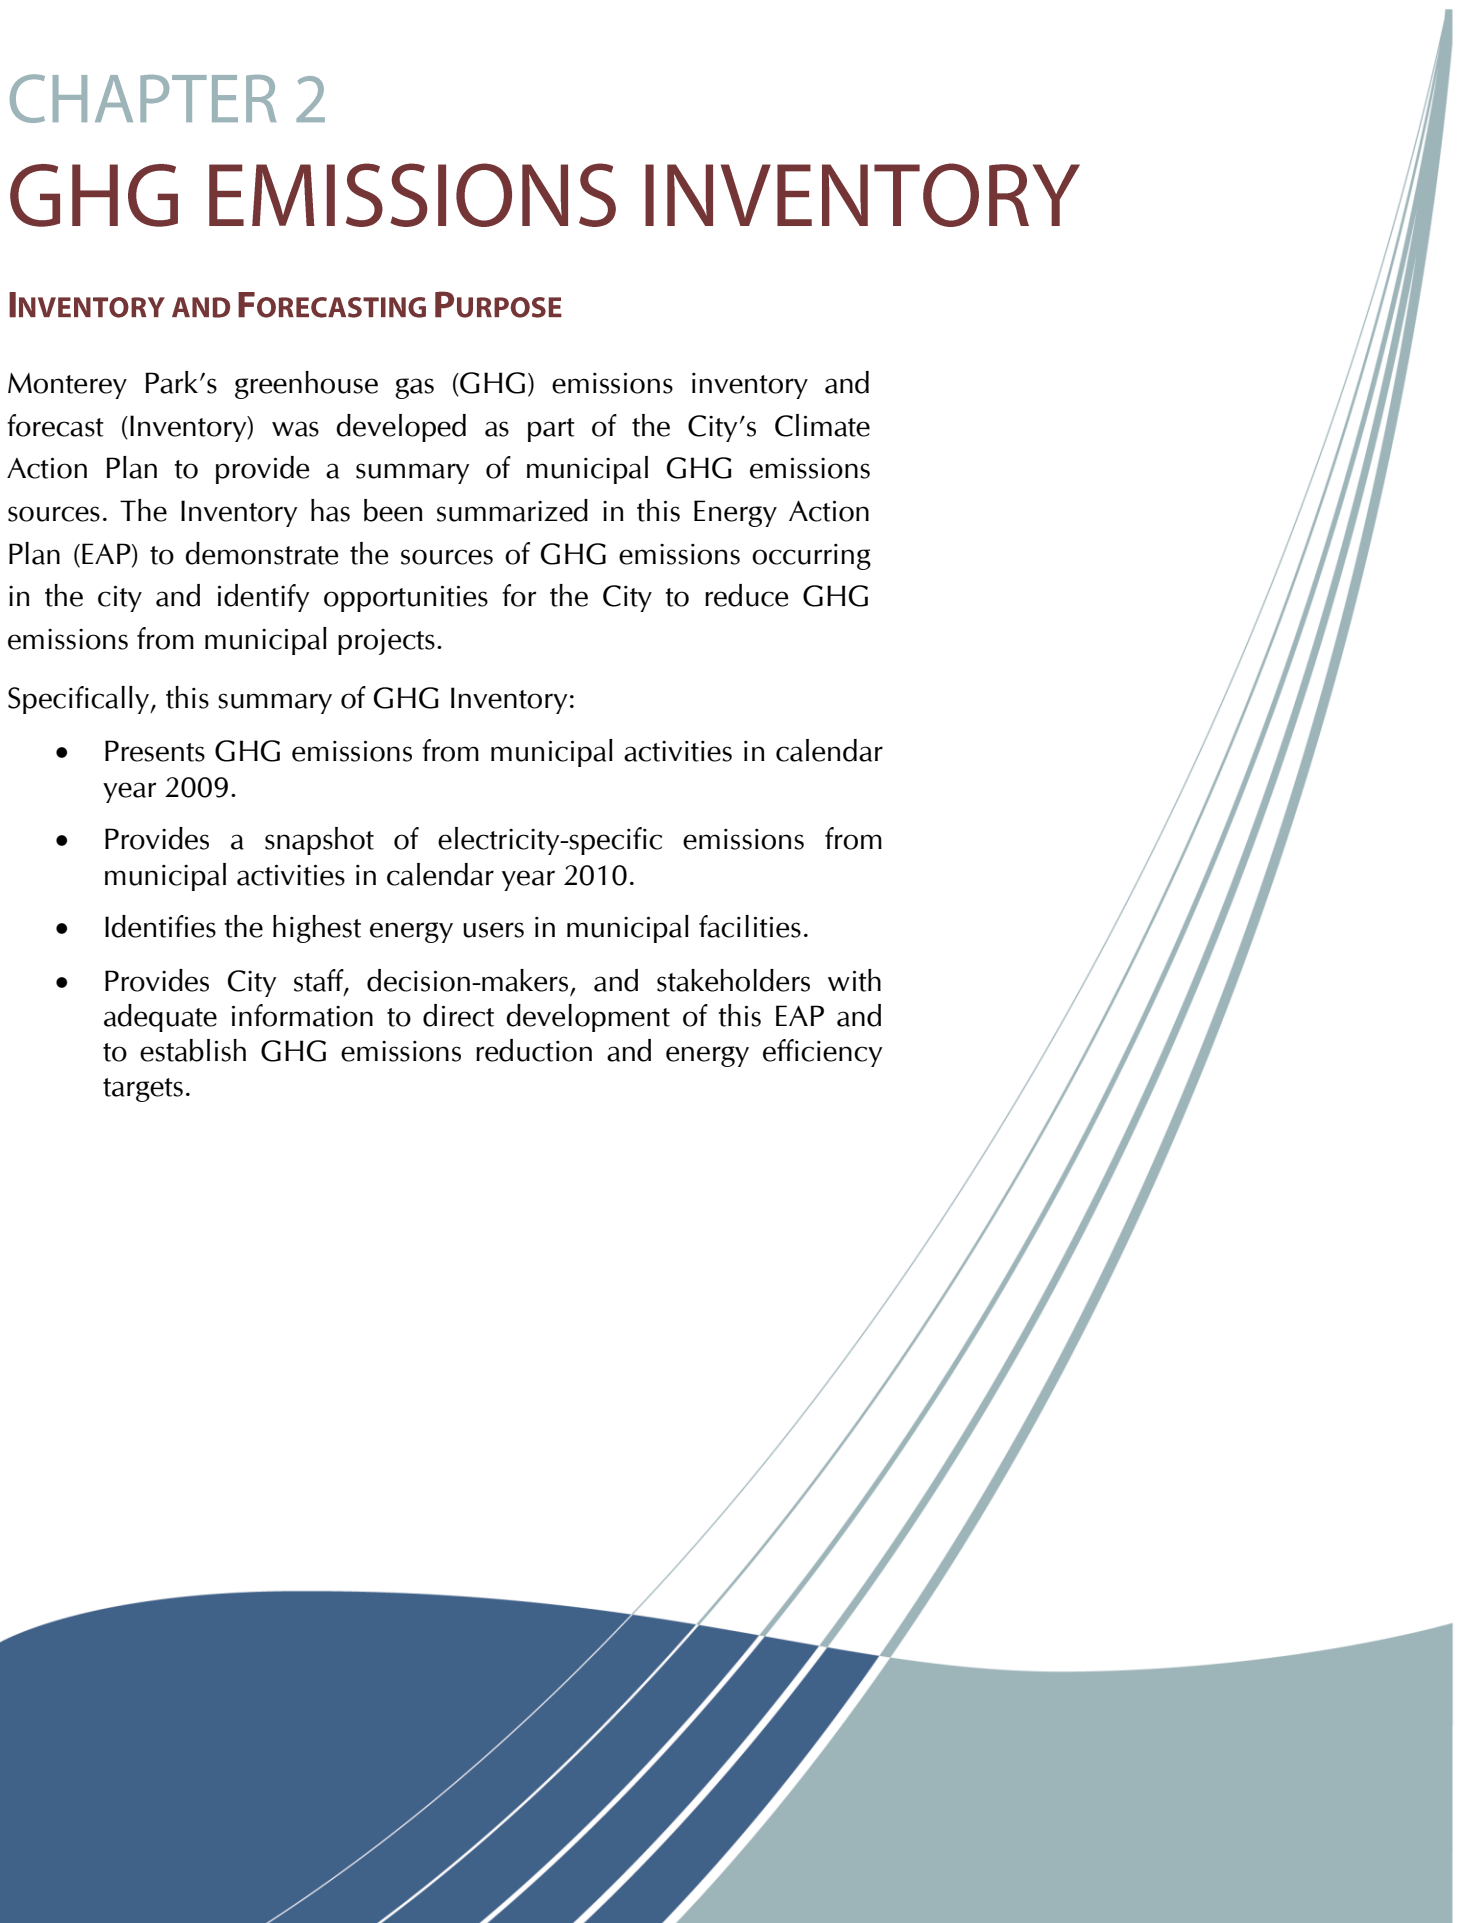 CHAPTER 2
GHG EMISSIONS INVENTORY
INVENTORY AND FORECASTING PURPOSE
Monterey Park’s greenhouse gas (GHG) emissions inventory and
forecast (Inventory) was developed as part of the City’s Climate
Action Plan to provide a summary of municipal GHG emissions
sources. The Inventory has been summarized in this Energy Action
Plan (EAP) to demonstrate the sources of GHG emissions occurring
in the city and identify opportunities for the City to reduce GHG
emissions from municipal projects.
Specifically, this summary of GHG Inventory:
• Presents GHG emissions from municipal activities in calendar
year 2009.
• Provides a snapshot of electricity-specific emissions from
municipal activities in calendar year 2010.
• Identifies the highest energy users in municipal facilities.
• Provides City staff, decision-makers, and stakeholders with
adequate information to direct development of this EAP and
to establish GHG emissions reduction and energy efficiency
targets.